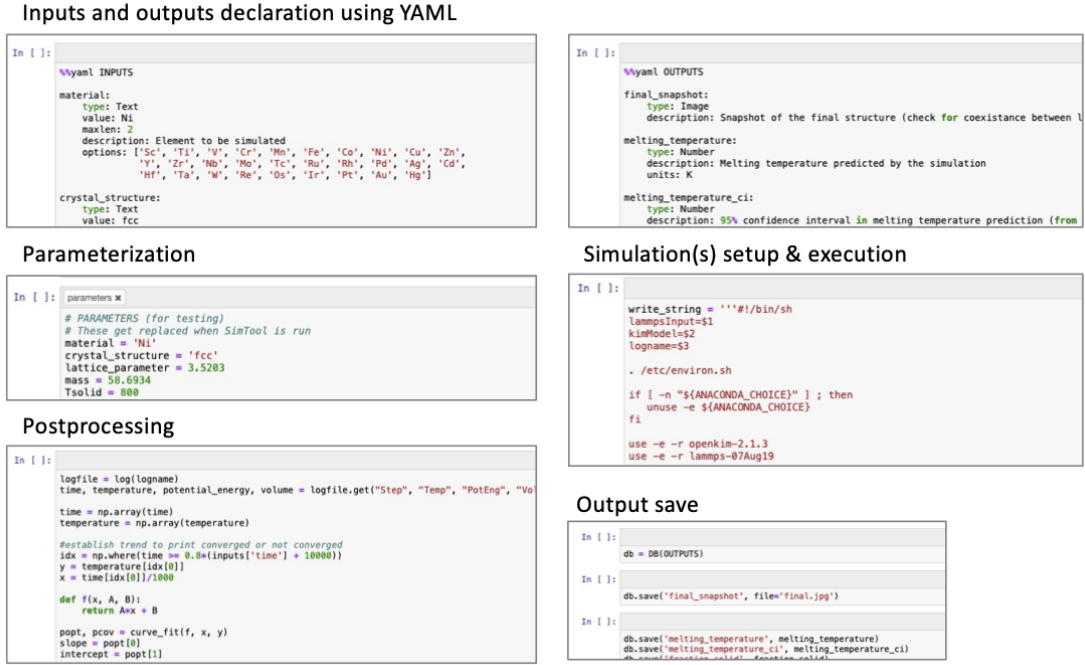 Inputs and outputs declaration using YAML
In [ ]:
%%yaml INPUTS
material:
type: Text
value: Ni
maxlen: 2
description: Element to be simulated
options: ['Sc', 'Ti', 'V', 'Cr', 'Mn', 'Fe', 'Co', 'Ni', 'Cu', 'Zn',
'Y', 'Zr', 'Nb', 'Mo', 'Tc', 'Ru', 'Rh', 'Pd', 'Ag', 'Cd',
'Hf', 'Ta', 'W', 'Re', 'Os', 'Ir', 'Pt', 'Au', 'Hg']
crystal_structure:
type: Text
value: fcc
In [ ]:
%%yaml OUTPUTS
final_snapshot:
type: Image
description: Snapshot of the final structure (check for coexistance between l
melting_temperature:
type: Number
description: Melting temperature predicted by the simulation
units: K
melting_temperature_ci:
type: Number
description: 95% confidence interval in melting temperature prediction (from
Parameterization
In [ ]:
parameters ×
# PARAMETERS (for testing)
# These get replaced when SimTool is run
material = 'Ni'
crystal_structure = 'fcc'
lattice_parameter = 3.5203
mass = 58.6934
Tsolid = 800
Simulation(s) setup & execution
In [ ]:
write_string = '''#!/bin/sh
lammpsInput=$1
kimModel=$2
logname=$3
. /etc/environ.sh
if [ -n "${ANACONDA_CHOICE}" ] ; then
unuse -e ${ANACONDA_CHOICE}
fi
use -e -r openkim-2.1.3
use -e -r lammps-07Aug19
Postprocessing
In [ ]:
logfile = log(logname)
time, temperature, potential_energy, volume = logfile.get("Step", "Temp", "PotEng", "Vo
time = np.array(time)
temperature = np.array(temperature)
#establish trend to print converged or not converged
idx = np.where(time >= 0.8*(inputs['time'] + 10000))
y = temperature[idx[0]]
x = time[idx[0]]/1000
def f(x, A, B):
return A*x + B
popt, pcov = curve_fit(f, x, y)
slope = popt[0]
intercept = popt[1]
Output save
In [ ]:
db = DB(OUTPUTS)
In [ ]:
db.save('final_snapshot', file='final.jpg')
In [ ]:
db.save('melting_temperature', melting_temperature)
db.save('melting_temperature_ci', melting_temperature_ci)